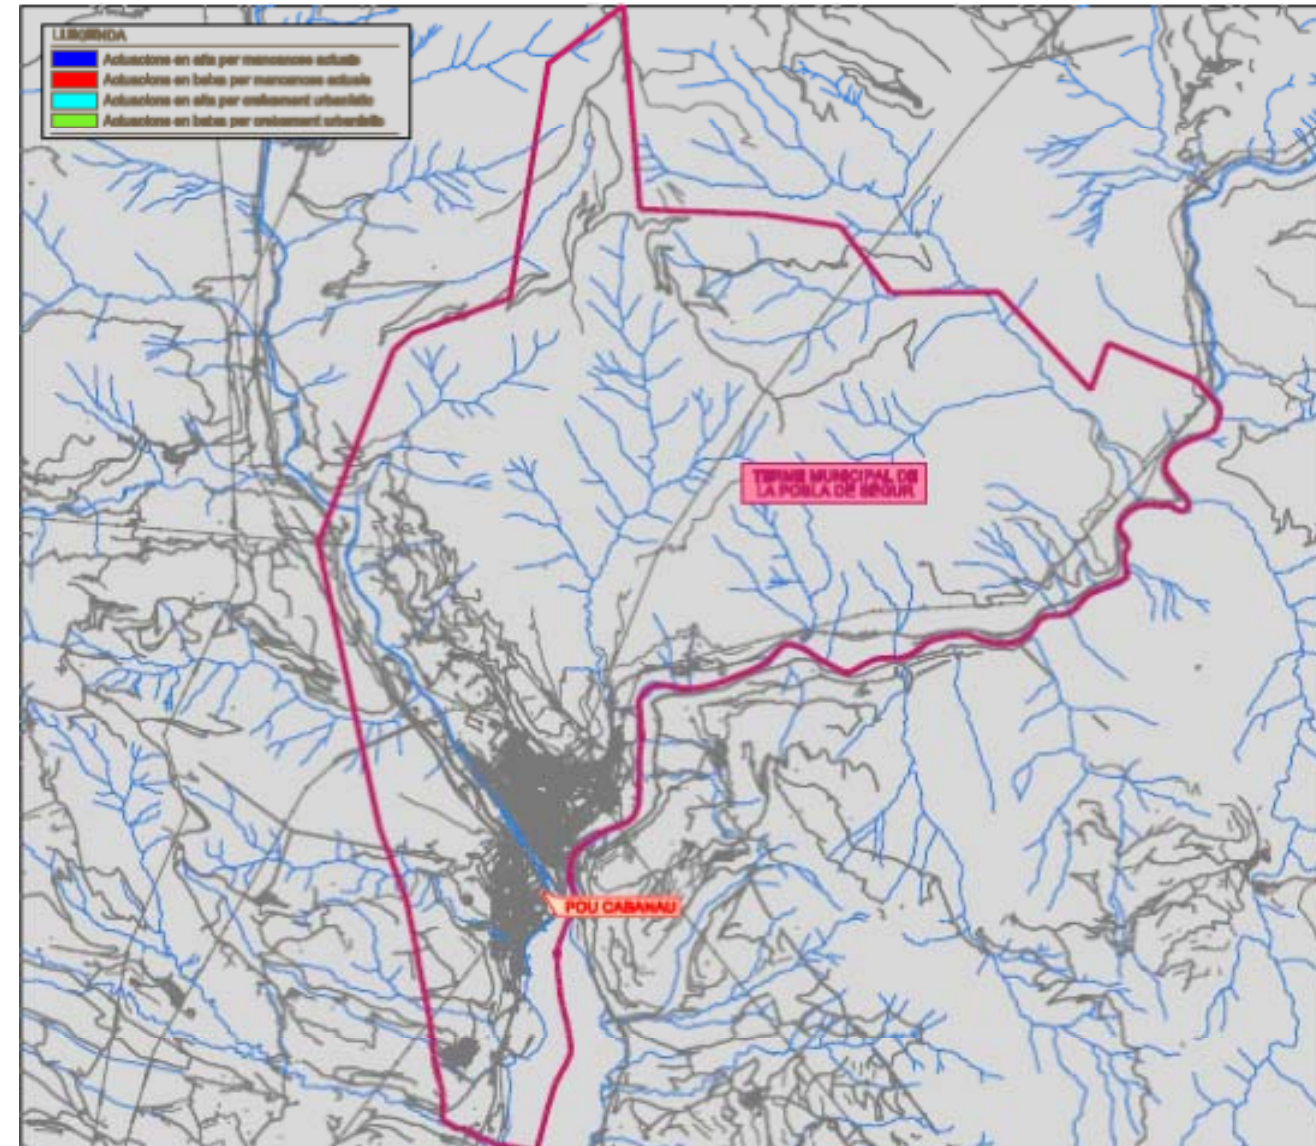 LLEGENDA
Actuacions en alta per mancances actuals
Actuacions en baixa per mancances actuals
Actuacions en alta per creixement urbanístic
Actuacions en baixa per creixement urbanístic
TERME MUNICIPAL DE
LA POBLA DE SEGUR
POU CABANAU